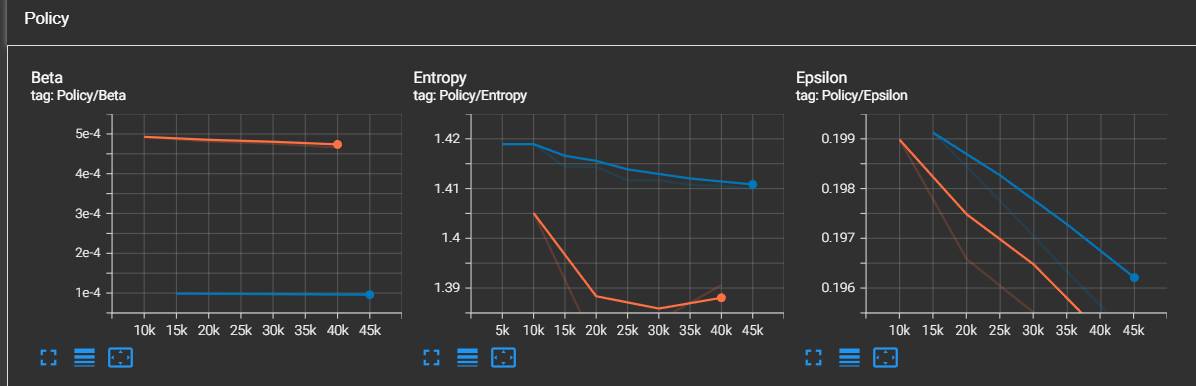 Policy
Beta
tag: Policy/Beta
5e-4
4e-4
3e-4
2e-4
1e-4
10k 15k 20k 25k 30k 35k 40k 45k
Entropy
tag: Policy/Entropy
1.42
1.41
1.4
1.39
5k 10k 15k 20k 25k 30k 35k 40k 45k
Epsilon
tag: Policy/Epsilon
0.199
0.198
0.197
0.196
10k 15k 20k 25k 30k 35k 40k 45k